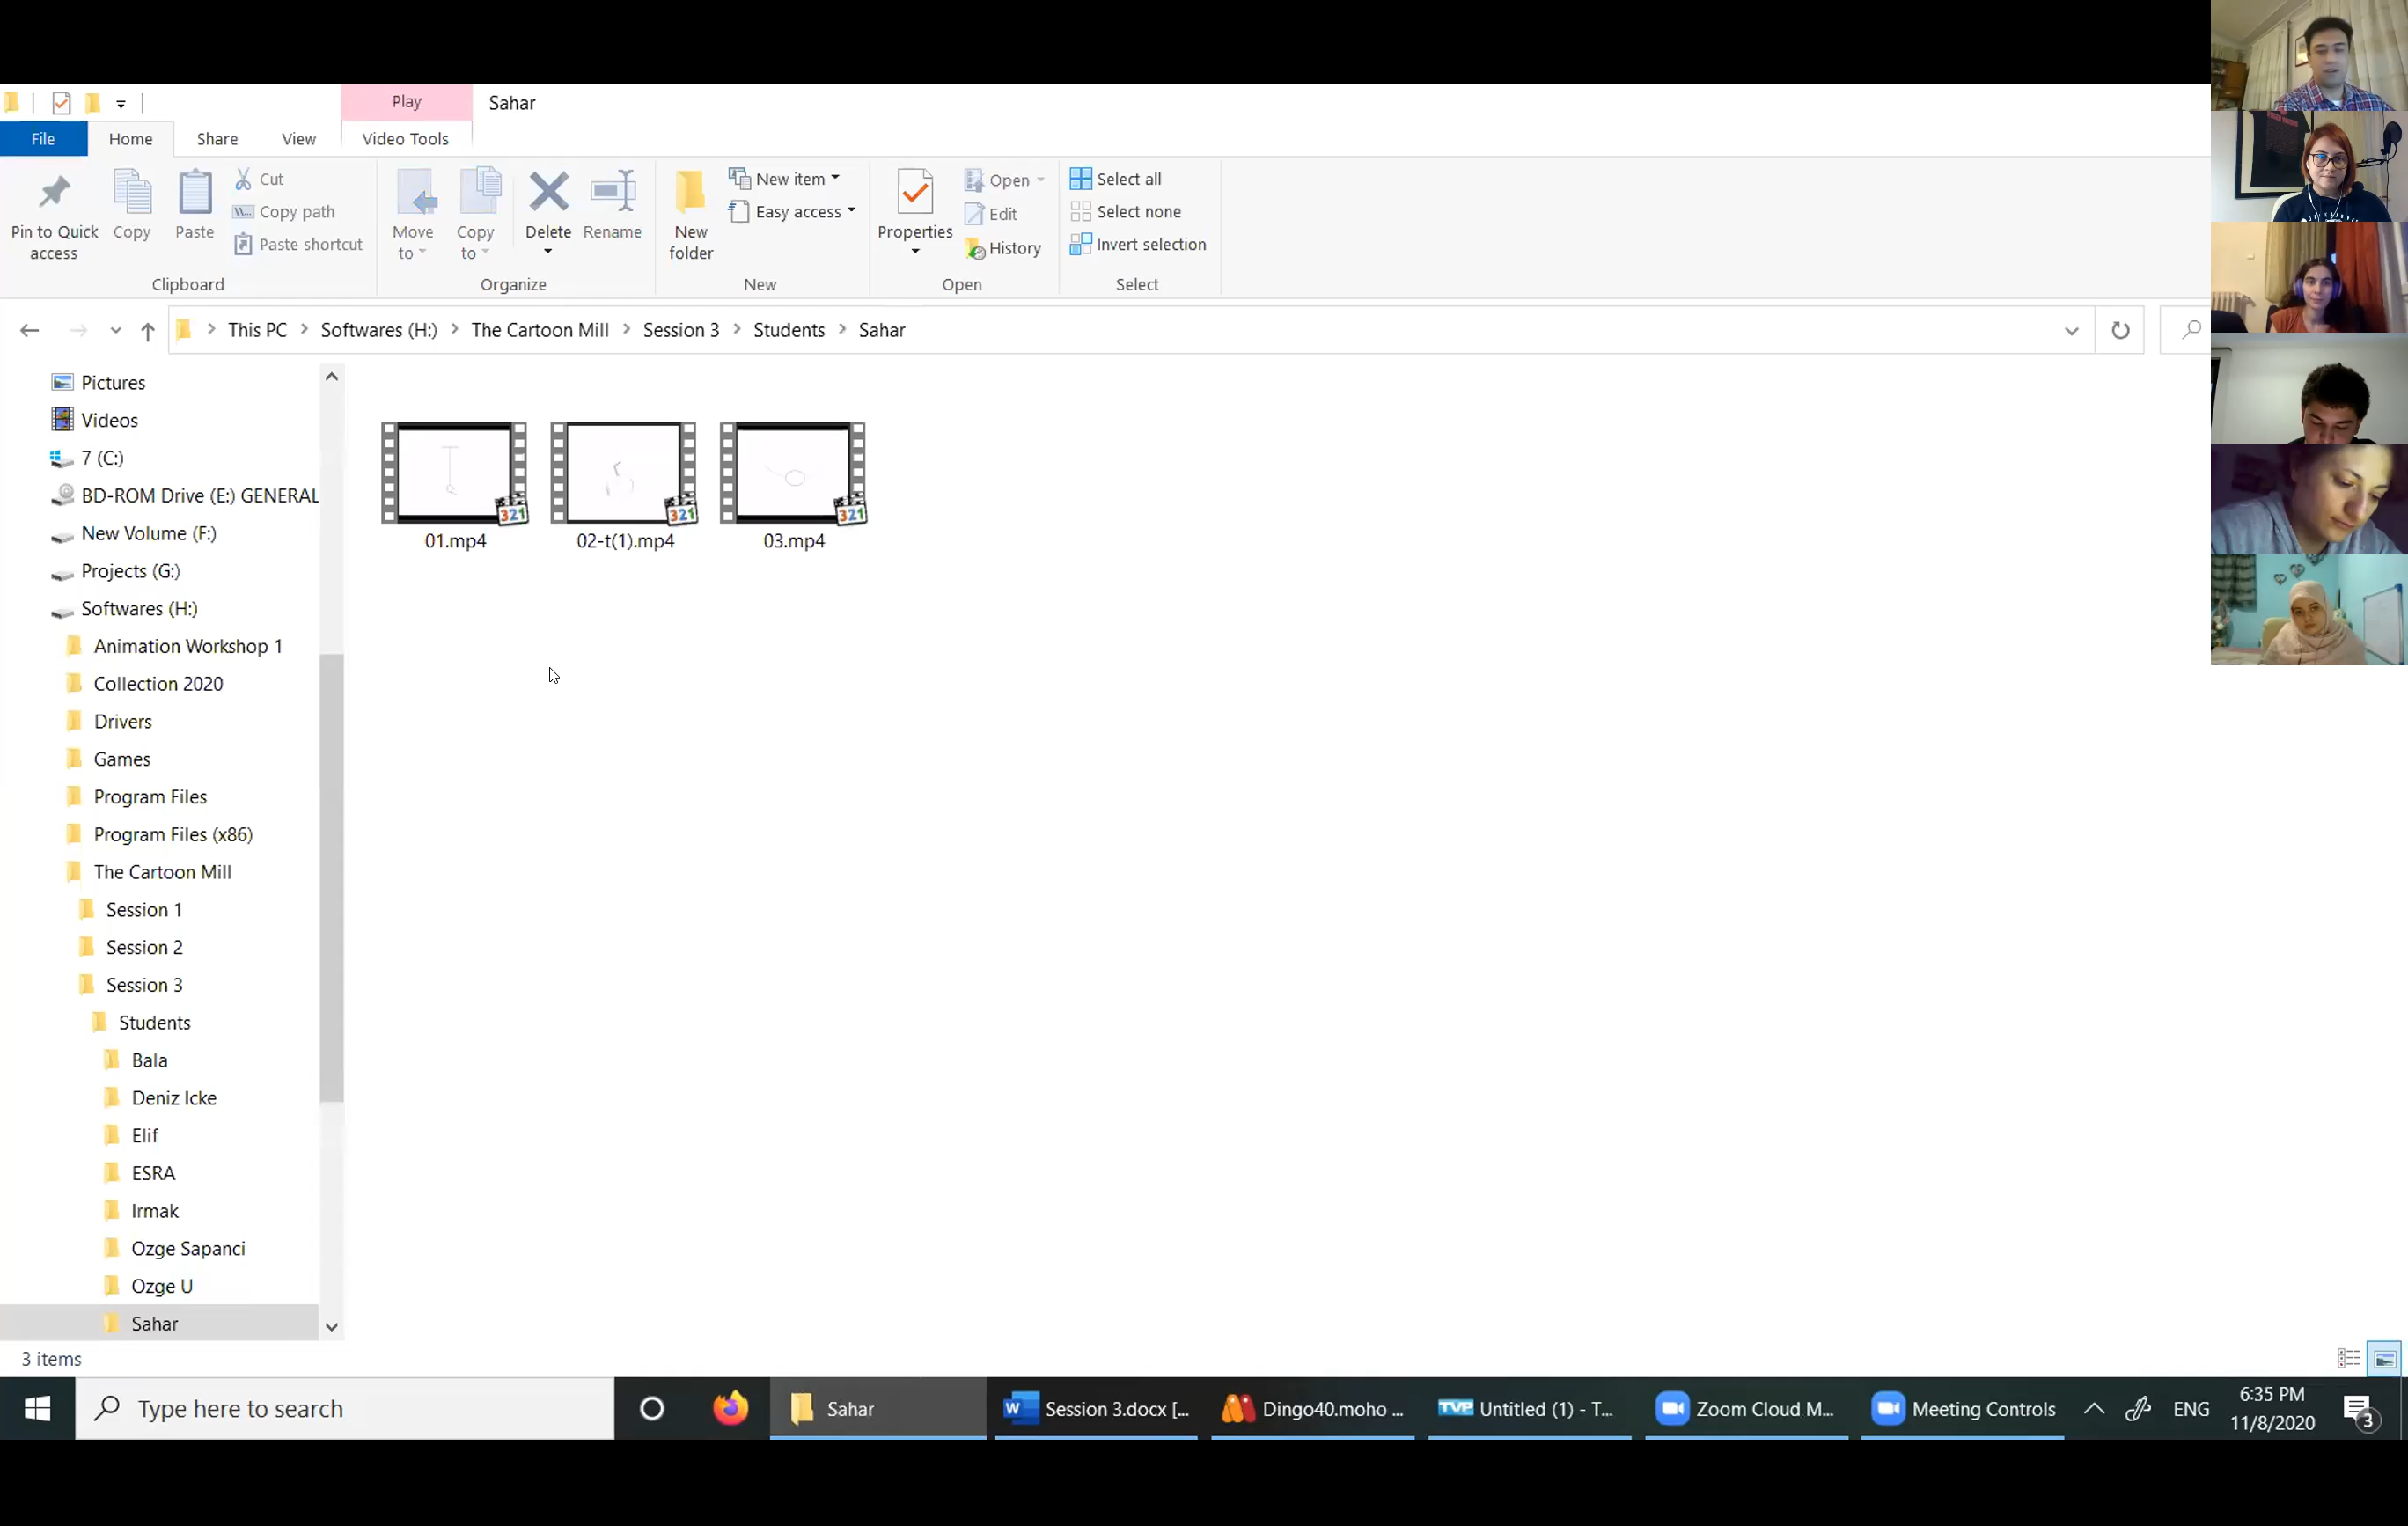 Play
Sahar
File
Home
Share
View
Video Tools
Pin to Quick access
Copy
Paste
Cut
Copy path
Paste shortcut
Clipboard
Move to
Copy to
Delete
Rename
Organize
New folder
New item
Easy access
New
Properties
Open
Edit
History
Open
Select all
Select none
Invert selection
Select
This PC > Softwares (H:) > The Cartoon Mill > Session 3 > Students > Sahar
Pictures
Videos
7 (C:)
BD-ROM Drive (E:) GENERAL
New Volume (F:)
Projects (G:)
Softwares (H:)
Animation Workshop 1
Collection 2020
Drivers
Games
Program Files
Program Files (x86)
The Cartoon Mill
Session 1
Session 2
Session 3
Students
Bala
Deniz Icke
Elif
ESRA
Irmak
Ozge Sapanci
Ozge U
Sahar
321
321
321
01.mp4
02-t(1).mp4
03.mp4
3 items
Type here to search
Sahar
W
Session 3.docx [...
Dingo40.moho ...
TVP
Untitled (1) - T...
Zoom Cloud M...
Meeting Controls
ENG
6:35 PM
11/8/2020
3